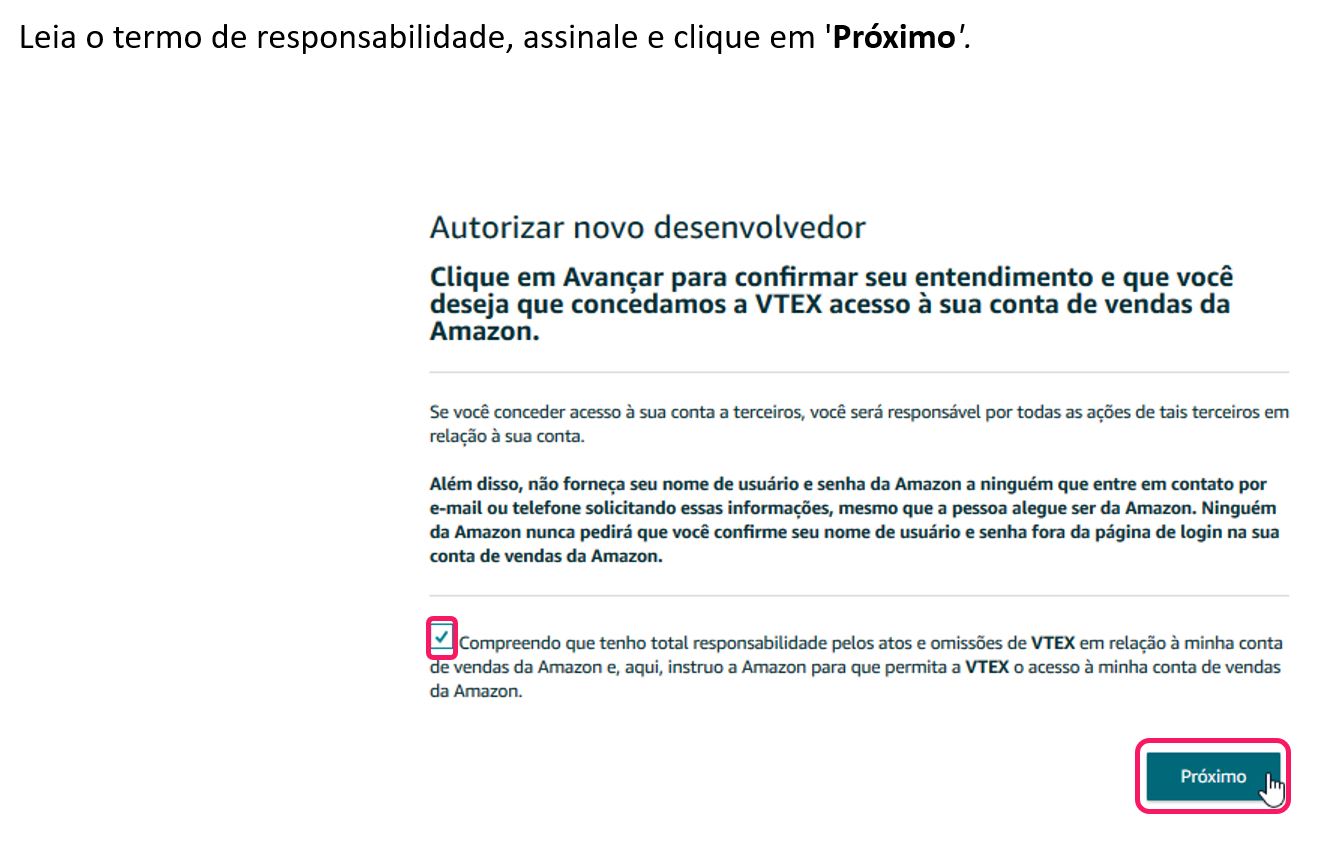 Leia o termo de responsabilidade, assinale e clique em 'Próximo'.
Autorizar novo desenvolvedor
Clique em Avançar para confirmar seu entendimento e que você
deseja que concedamos a VTEX acesso à sua conta de vendas da
Amazon.
Se você conceder acesso à sua conta a terceiros, você será responsável por todas as ações de tais terceiros em
relação à sua conta.
Além disso, não forneça seu nome de usuário e senha da Amazon a ninguém que entre em contato por
e-mail ou telefone solicitando essas informações, mesmo que a pessoa alegue ser da Amazon. Ninguém
da Amazon nunca pedirá que você confirme seu nome de usuário e senha fora da página de login na sua
conta de vendas da Amazon.
Compreendo que tenho total responsabilidade pelos atos e omissões de VTEX em relação à minha conta
de vendas da Amazon e, aqui, instruo a Amazon para que permita a VTEX o acesso à minha conta de vendas
da Amazon.
Próximo